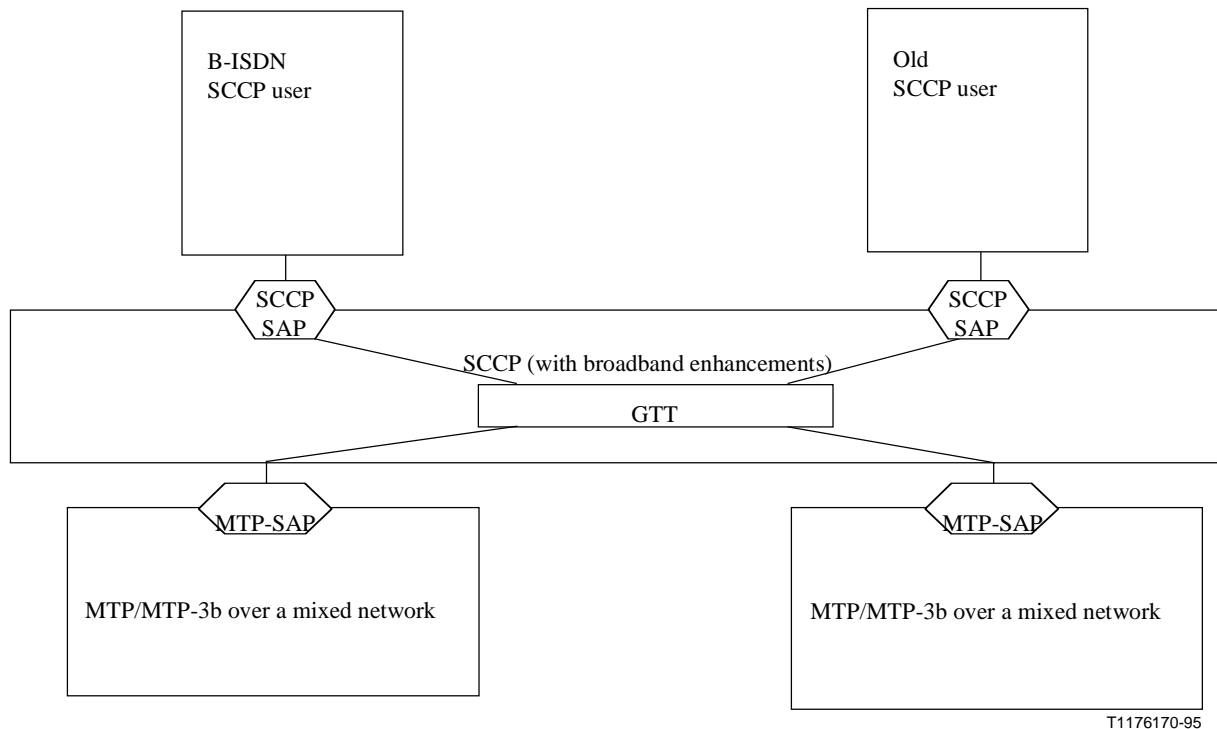 B-ISDN
SCCP user
Old
SCCP user
SCCP
SAP
SCCP
SAP
SCCP (with broadband enhancements)
GTT
MTP-SAP
MTP-SAP
MTP/MTP-3b over a mixed network
MTP/MTP-3b over a mixed network
T1176170-95